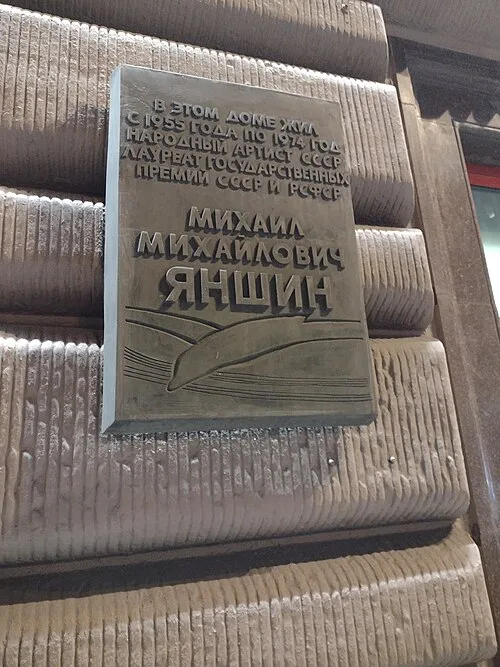 В ЭТОМ ДОМЕ ЖИЛ
С 1955 ГОДА ПО 1974 ГОД
НАРОДНЫЙ АРТИСТ СССР
ЛАУРЕАТ ГОСУДАРСТВЕННЫХ
ПРЕМИЙ СССР И РСФСР
МИХАИЛ
МИХАЙЛОВИЧ
ЯНШИН